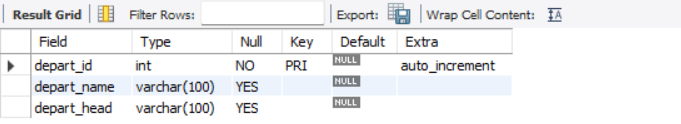 Result Grid Filter Rows: Export: Wrap Cell Content: IA
Field Type Null Key Default Extra
depart_id int NO PRI NULL auto_increment
depart_name varchar(100) YES NULL
depart_head varchar(100) YES NULL